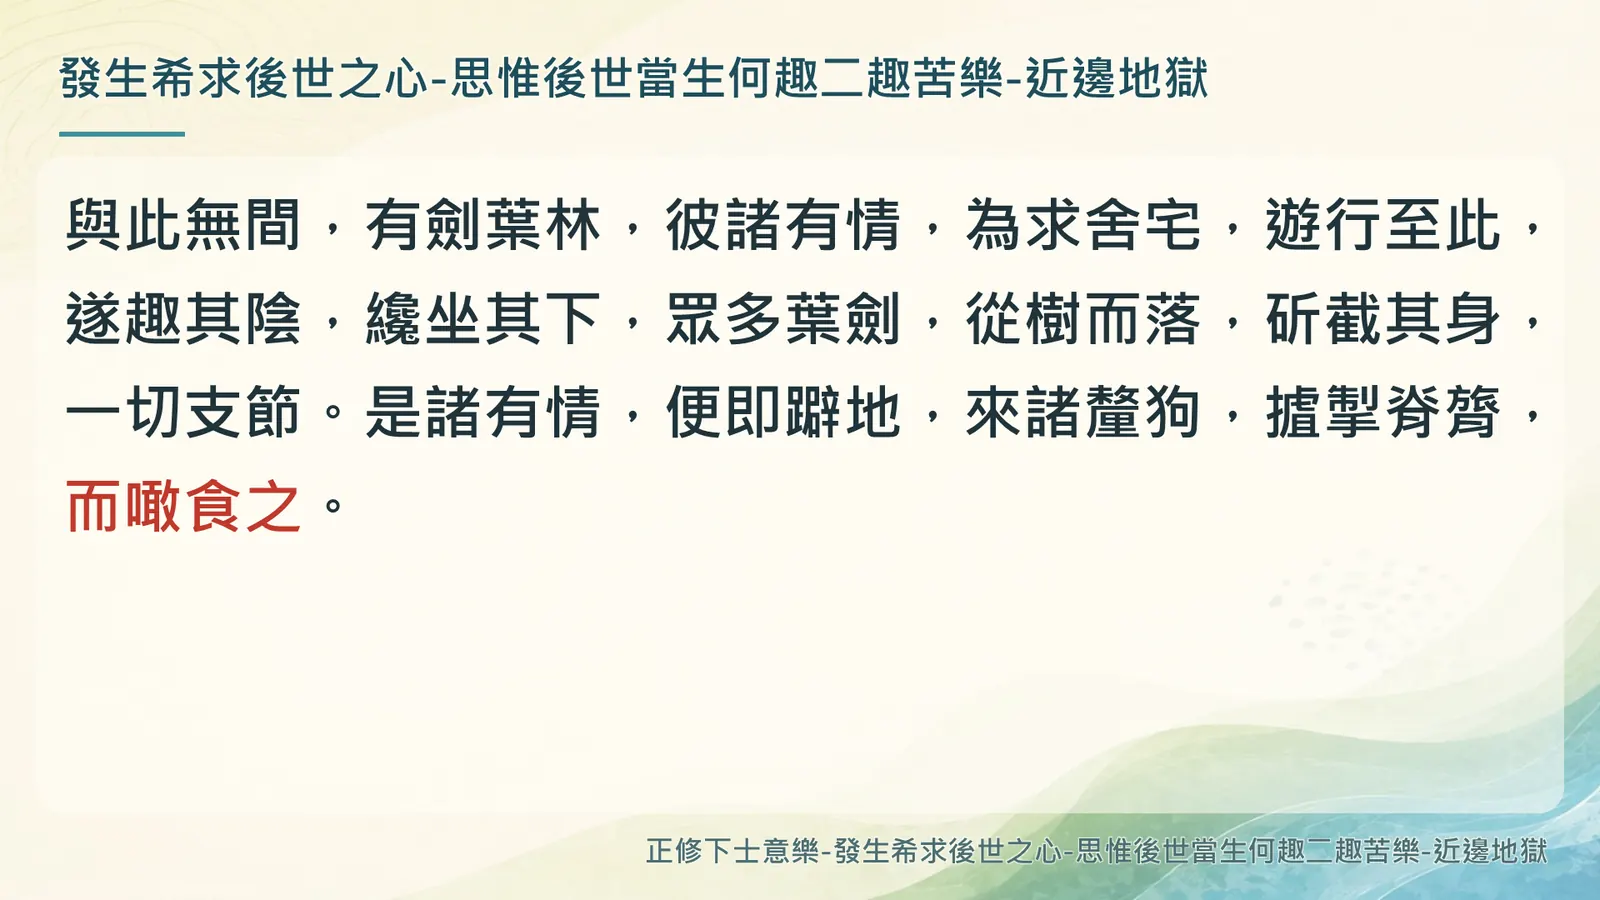 發生希求後世之心-思惟後世當生何趣二趣苦樂-近邊地獄
與此無間，有劍葉林，彼諸有情，為求舍宅，遊行至此，
遂趣其陰，纔坐其下，眾多葉劍，從樹而落，斫截其身，
一切支節。是諸有情，便即躃地，來諸釐狗，摣掣脊膂，
而噉食之。
正修下士意樂-發生希求後世之心-思惟後世當生何趣二趣苦樂-近邊地獄